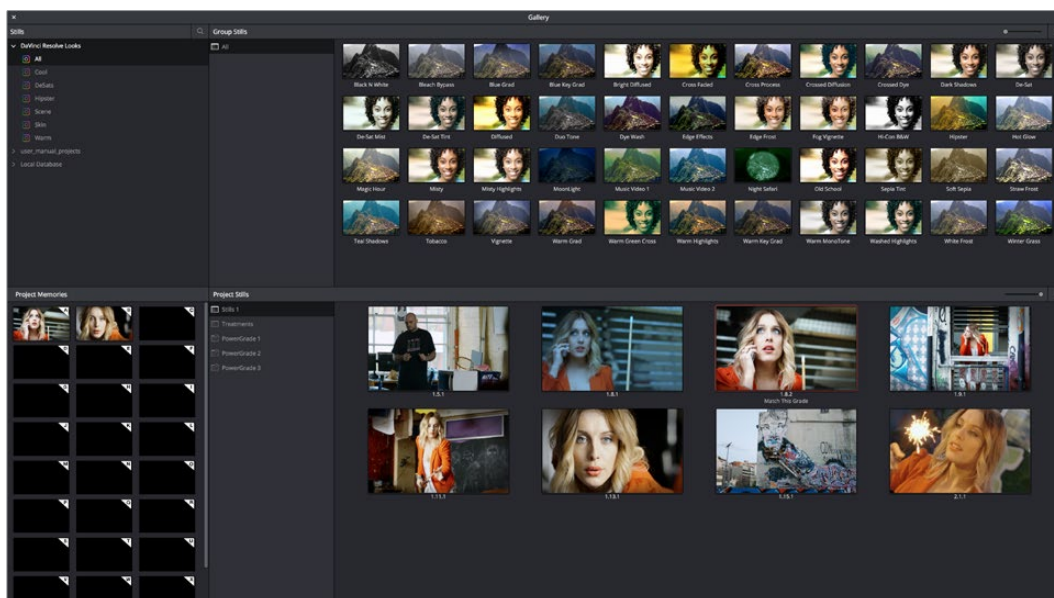 Gallery
Stills
Group Stills
DaVinci Resolve Looks
All
Cool
DeSats
Hipster
Scene
Skin
Warm
user_manual_projects
Local Database
All
Black N White
Bleach Bypass
Blue Grad
Blue Key Grad
Bright Diffused
Cross Faded
Cross Process
Crossed Diffusion
Crossed Dye
Dark Shadows
De-Sat
De-Sat Mist
De-Sat Tint
Diffused
Duo Tone
Dye Wash
Edge Effects
Edge Frost
Fog Vignette
Hi-Con B&W
Hipster
Hot Glow
Magic Hour
Misty
Misty Highlights
MoonLight
Music Video 1
Music Video 2
Night Safari
Old School
Sepia Tint
Soft Sepia
Straw Frost
Teal Shadows
Tobacco
Vignette
Warm Grad
Warm Green Cross
Warm Highlights
Warm Key Grad
Warm MonoTone
Washed Highlights
White Frost
Winter Grass
Project Memories
Project Stills
Stills 1
Treatments
PowerGrade 1
PowerGrade 2
PowerGrade 3
1.5.1
1.8.1
1.8.2
Match This Grade
1.9.1
1.11.1
1.13.1
1.15.1
2.1.1